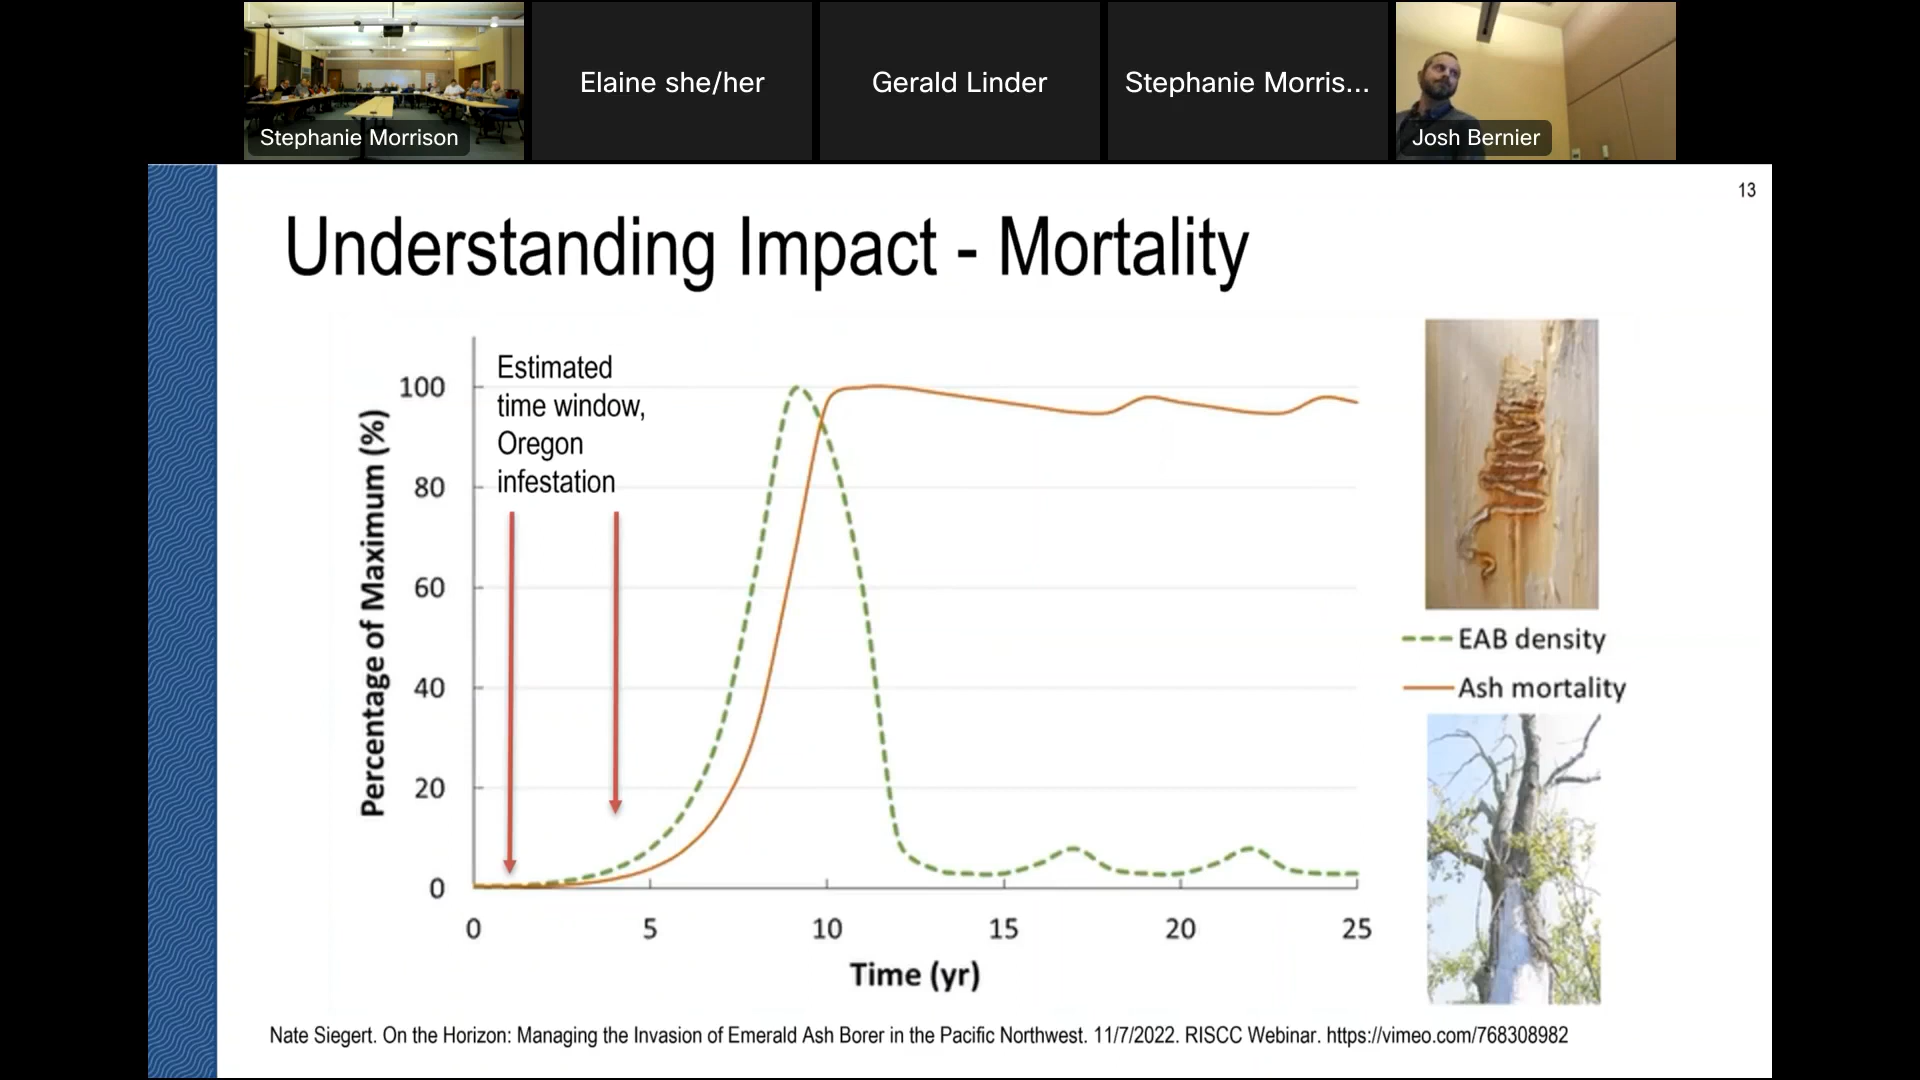 Stephanie Morrison
Elaine she/her
Gerald Linder
Stephanie Morris...
Josh Bernier
13
Understanding Impact - Mortality
Estimated
time window,
Oregon
infestation
Percentage of Maximum (%)
100
80
60
40
20
0
0 5 10 15 20 25
Time (yr)
EAB density
Ash mortality
Nate Siegert. On the Horizon: Managing the Invasion of Emerald Ash Borer in the Pacific Northwest. 11/7/2022. RISCC Webinar. https://vimeo.com/768308982